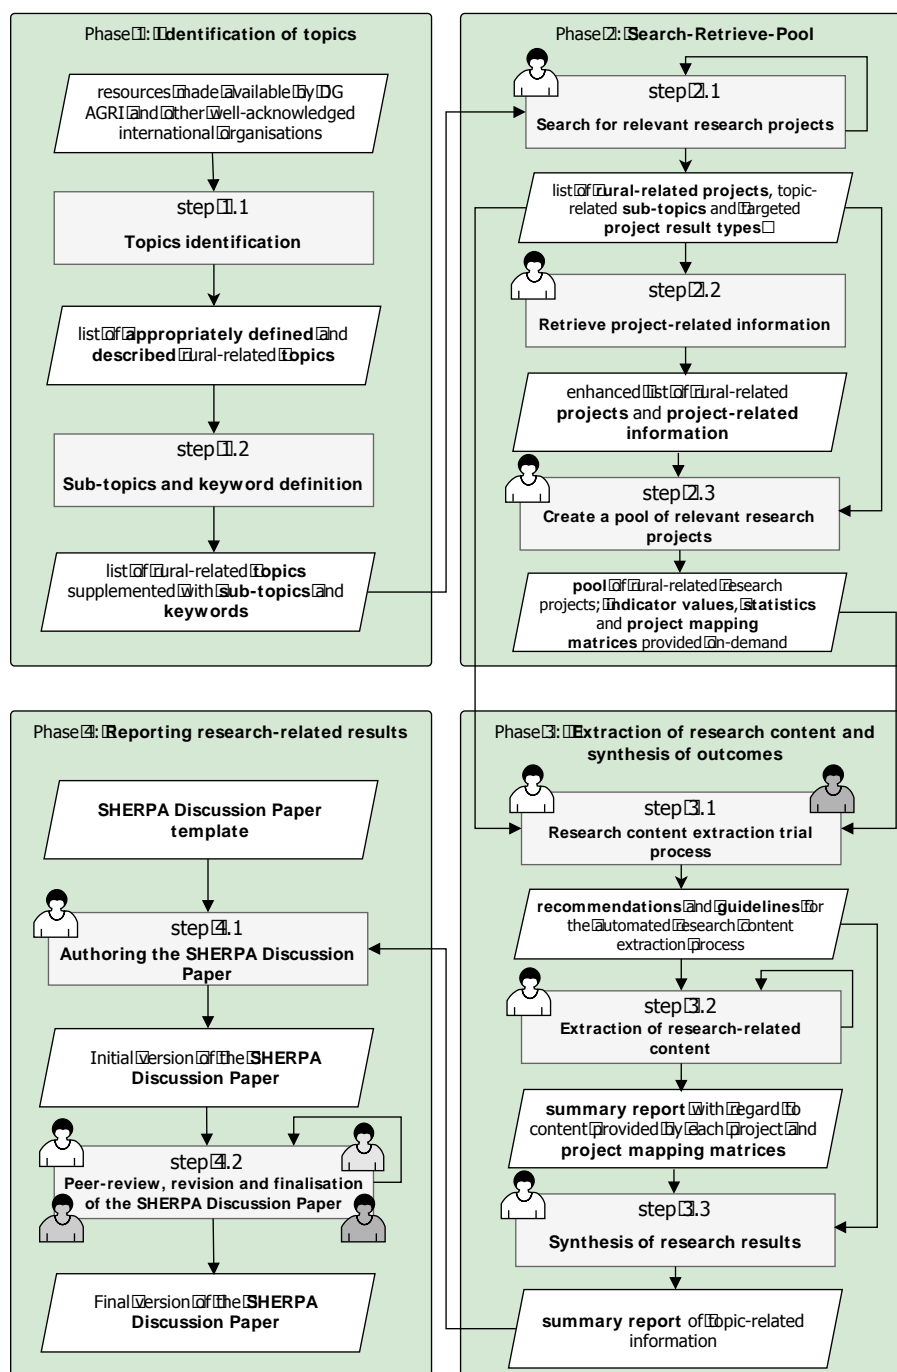 Phase 1: Identification of topics
resources made available by DG
AGRI and other well-acknowledged
international organisations
step 1.1
Topics identification
list of appropriately defined and
described rural-related topics
step 1.2
Sub-topics and keyword definition
list of rural-related topics
supplemented with sub-topics and
keywords
Phase 2: Search-Retrieve-Pool
step 2.1
Search for relevant research projects
list of rural-related projects, topic-
related sub-topics and targeted
project result types
step 2.2
Retrieve project-related information
enhanced list of rural-related
projects and project-related
information
step 2.3
Create a pool of relevant research
projects
pool of rural-related research
projects; indicator values, statistics
and project mapping
matrices provided on-demand
Phase 3: Extraction of research content and
synthesis of outcomes
step 3.1
Research content extraction trial
process
recommendations and guidelines for
the automated research content
extraction process
step 3.2
Extraction of research-related
content
summary report with regard to
content provided by each project and
project mapping matrices
step 3.3
Synthesis of research results
summary report of topic-related
information
Phase 4: Reporting research-related results
SHERPA Discussion Paper
template
step 4.1
Authoring the SHERPA Discussion
Paper
Initial version of the SHERPA
Discussion Paper
step 4.2
Peer-review, revision and finalisation
of the SHERPA Discussion Paper
Final version of the SHERPA
Discussion Paper